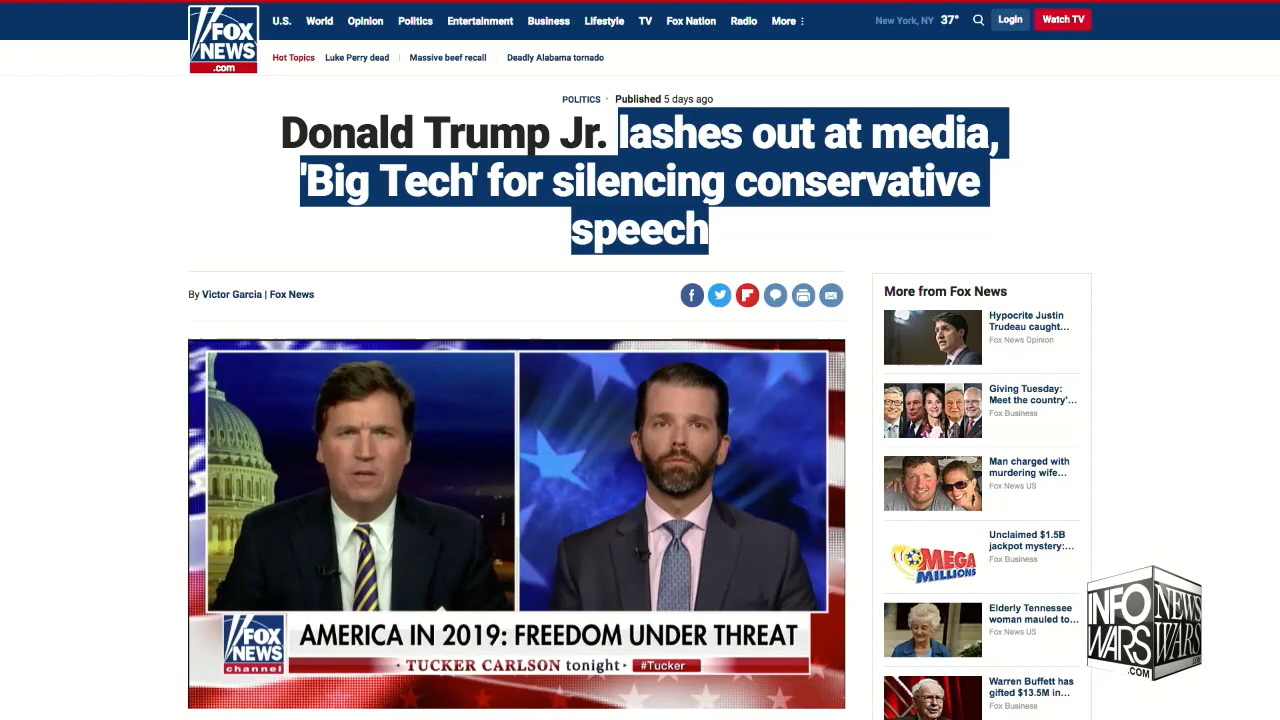 FOX
NEWS
.com
U.S. World Opinion Politics Entertainment Business Lifestyle TV Fox Nation Radio More
New York, NY 37° Login Watch TV
Hot Topics Luke Perry dead Massive beef recall Deadly Alabama tornado
POLITICS · Published 5 days ago
Donald Trump Jr. lashes out at media,
'Big Tech' for silencing conservative
speech
By Victor Garcia | Fox News
More from Fox News
Hypocrite Justin
Trudeau caught...
Fox News Opinion
Giving Tuesday:
Meet the country'...
Fox Business
Man charged with
murdering wife...
Fox News US
Unclaimed $1.5B
jackpot mystery:...
Fox Business
MEGA
MILLIONS
Elderly Tennessee
woman mauled to...
Fox News US
Warren Buffett has
gifted $13.5M in...
Fox Business
FOX
NEWS
channel
AMERICA IN 2019: FREEDOM UNDER THREAT
· TUCKER CARLSON tonight · #Tucker
INFO
WARS
.COM
NEWS
WARS
.COM